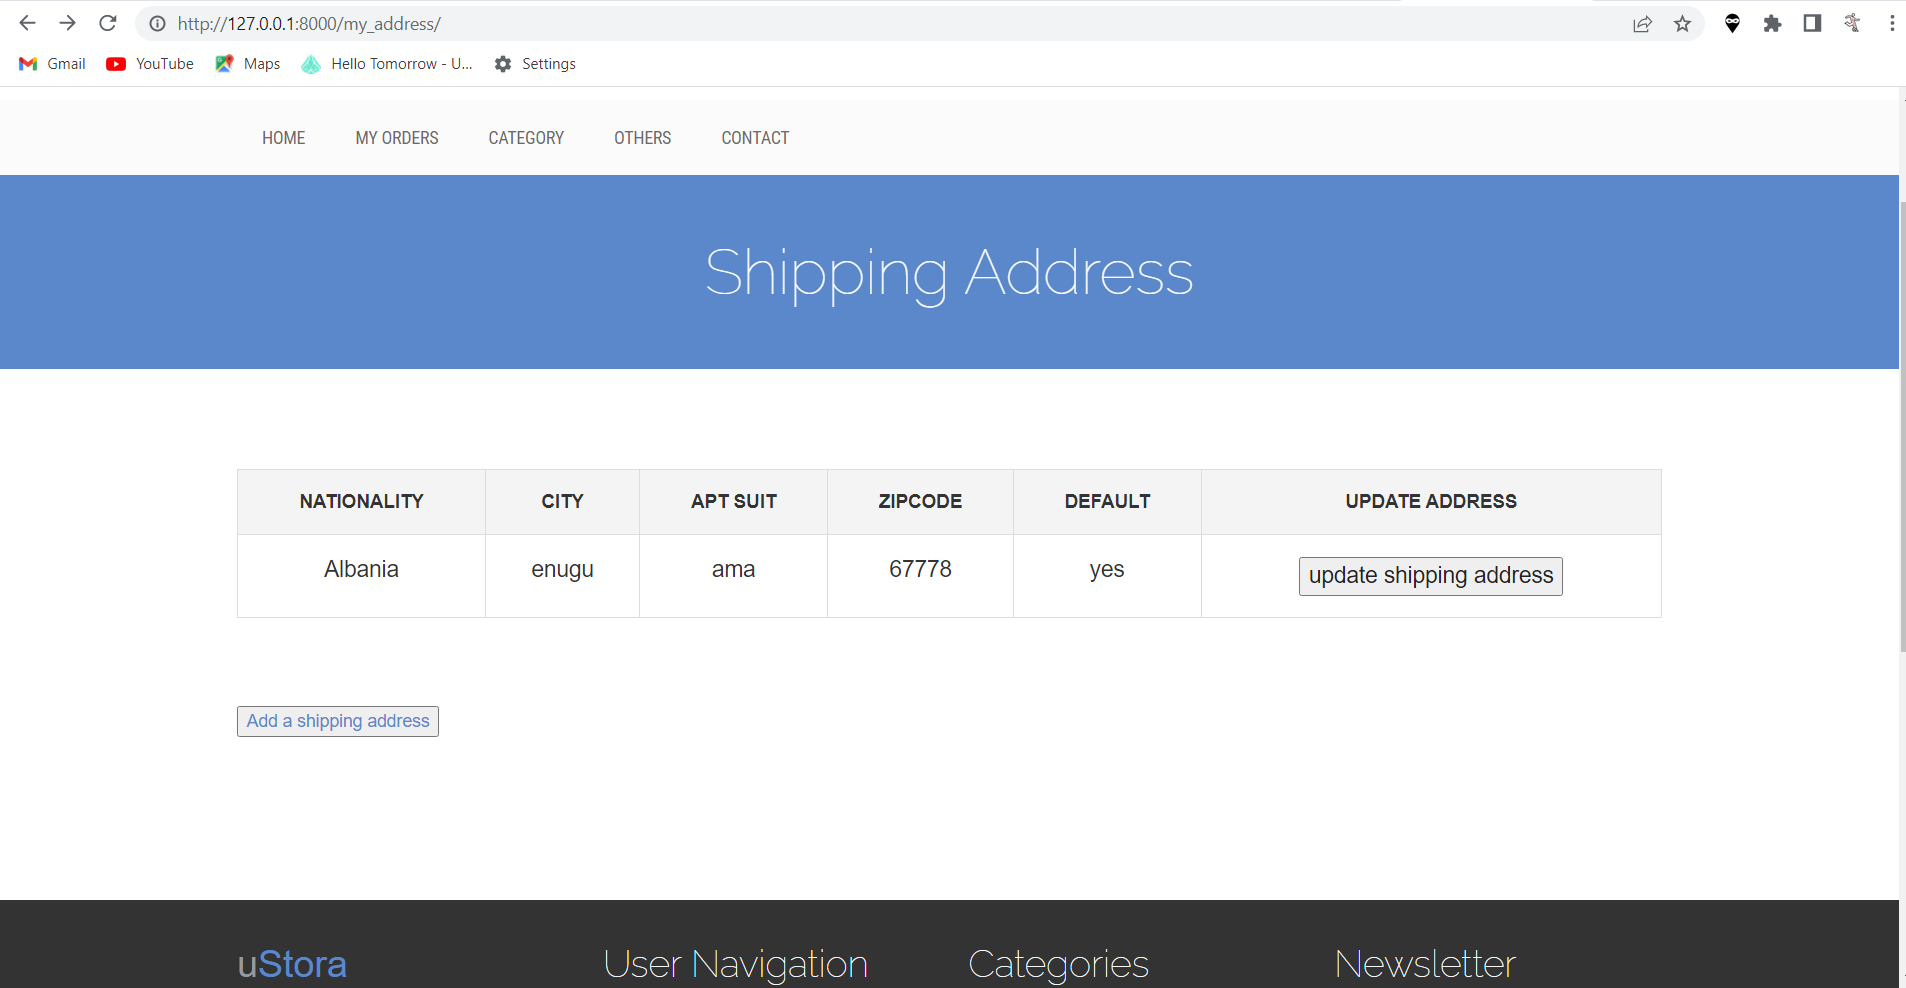 http://127.0.0.1:8000/my_address/
Gmail YouTube Maps Hello Tomorrow - U... Settings
HOME MY ORDERS CATEGORY OTHERS CONTACT
Shipping Address
NATIONALITY CITY APT SUIT ZIPCODE DEFAULT UPDATE ADDRESS
Albania enugu ama 67778 yes update shipping address
Add a shipping address
uStora User Navigation Categories Newsletter